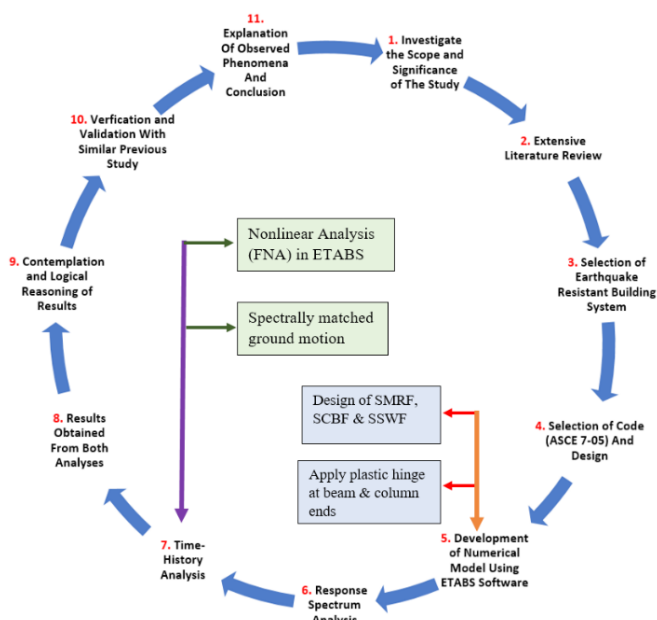 11.
Explanation
Of Observed
Phenomena
And
Conclusion
1. Investigate
the Scope and
Significance
of The Study
2. Extensive
Literature Review
3. Selection of
Earthquake
Resistant Building
System
4. Selection of Code
(ASCE 7-05) And
Design
5. Development
of Numerical
Model Using
ETABS Software
6. Response
Spectrum
Analysis
7. Time-
History
Analysis
8. Results
Obtained
From Both
Analyses
9. Contemplation
and Logical
Reasoning of
Results
10. Verfication and
Validation With
Similar Previous
Study
Nonlinear Analysis
(FNA) in ETABS
Spectrally matched
ground motion
Design of SMRF,
SCBF & SSWF
Apply plastic hinge
at beam & column
ends